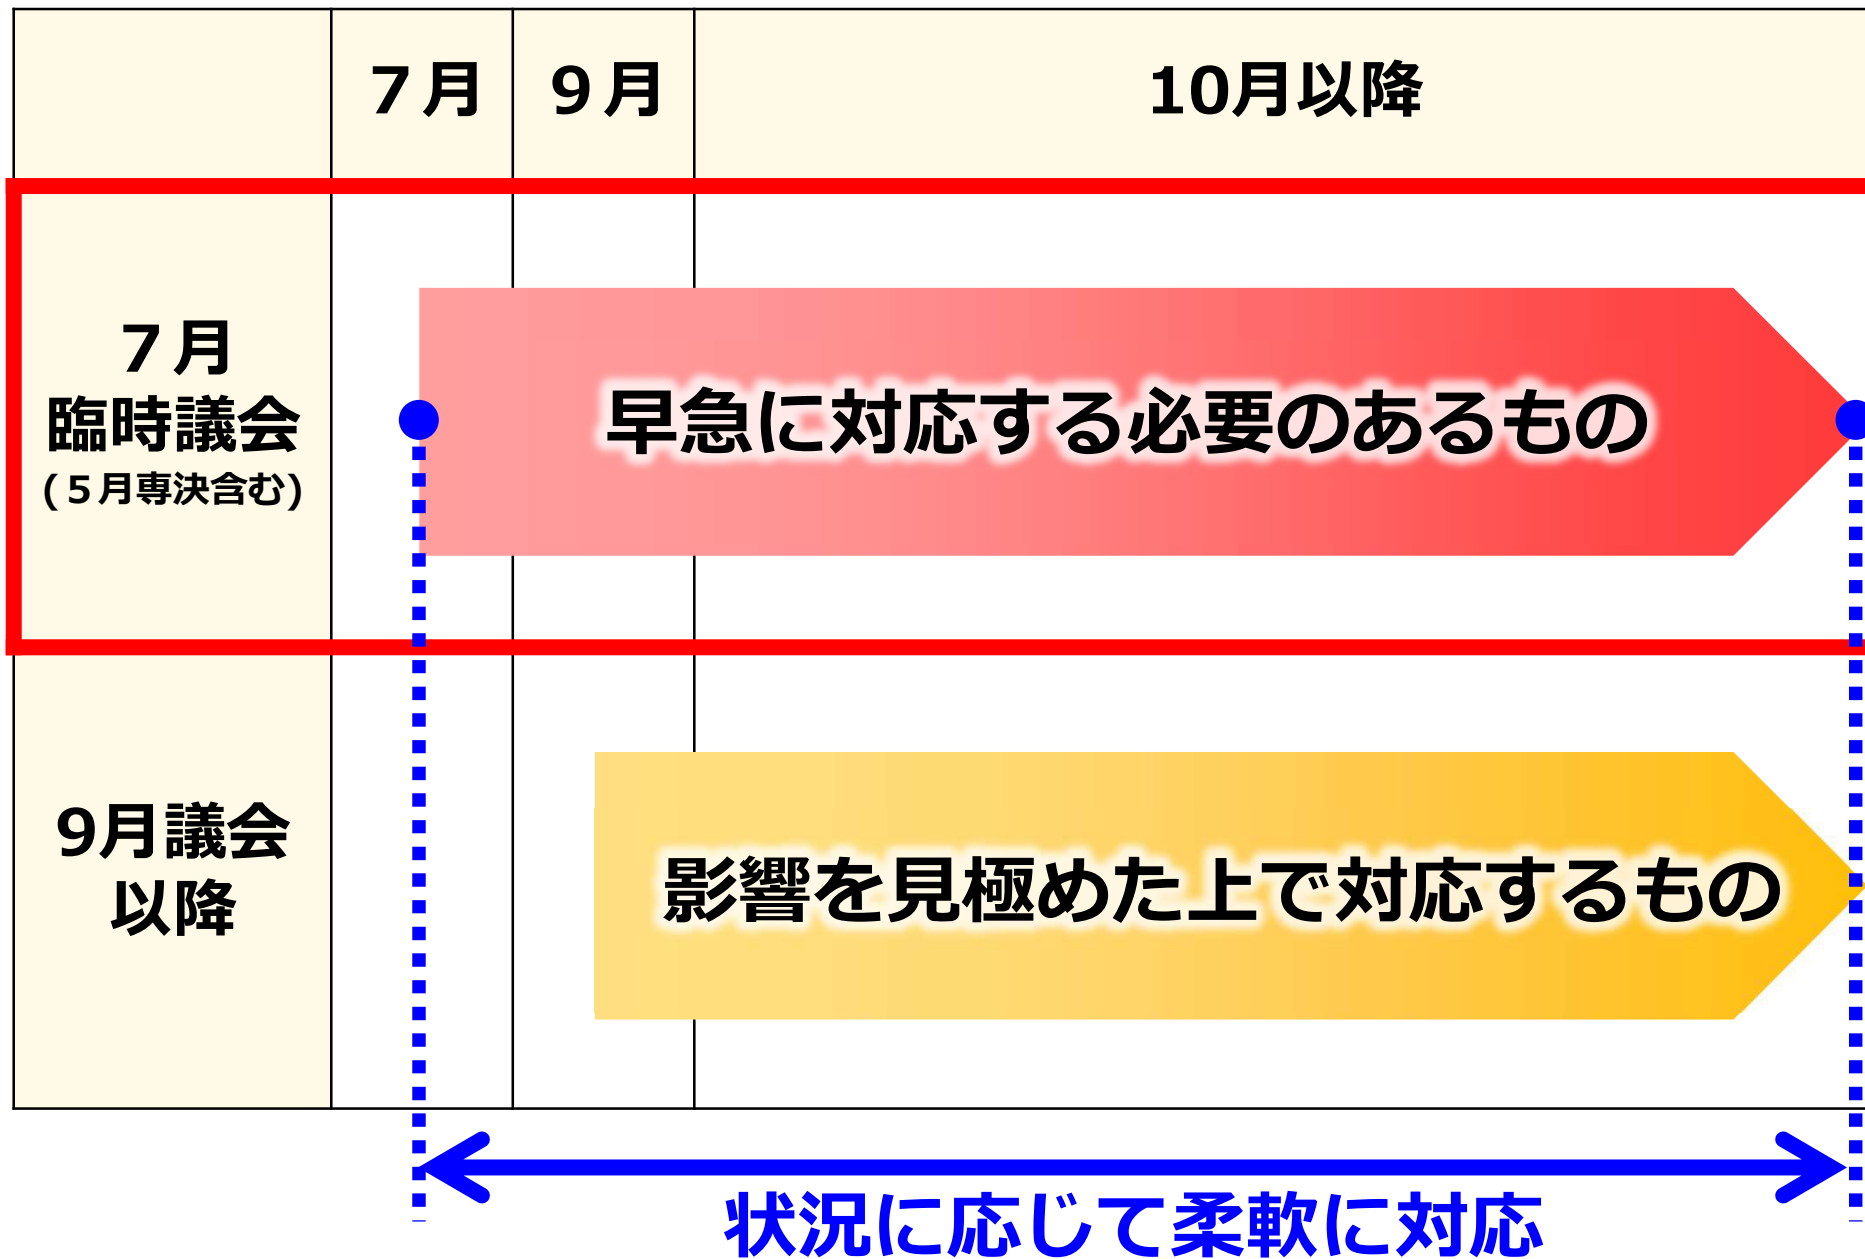 ７月
９月
10月以降
７月
臨時議会
(５月専決含む)
早急に対応する必要のあるもの
9月議会
以降
影響を見極めた上で対応するもの
状況に応じて柔軟に対応